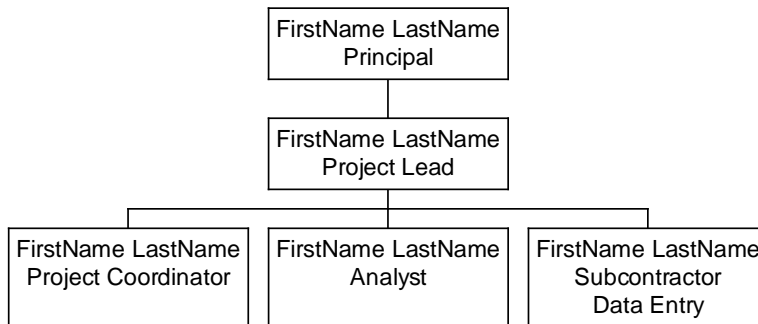 FirstName LastName
Principal
FirstName LastName
Project Lead
FirstName LastName
Project Coordinator
FirstName LastName
Analyst
FirstName LastName
Subcontractor
Data Entry